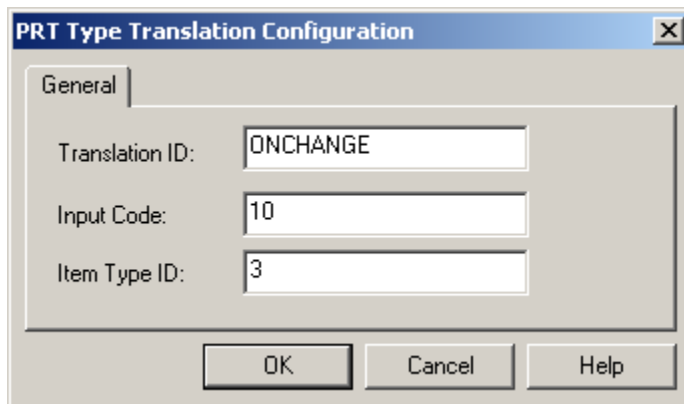 PRT Type Translation Configuration
General
Translation ID: ONCHANGE
Input Code: 10
Item Type ID: 3
OK Cancel Help